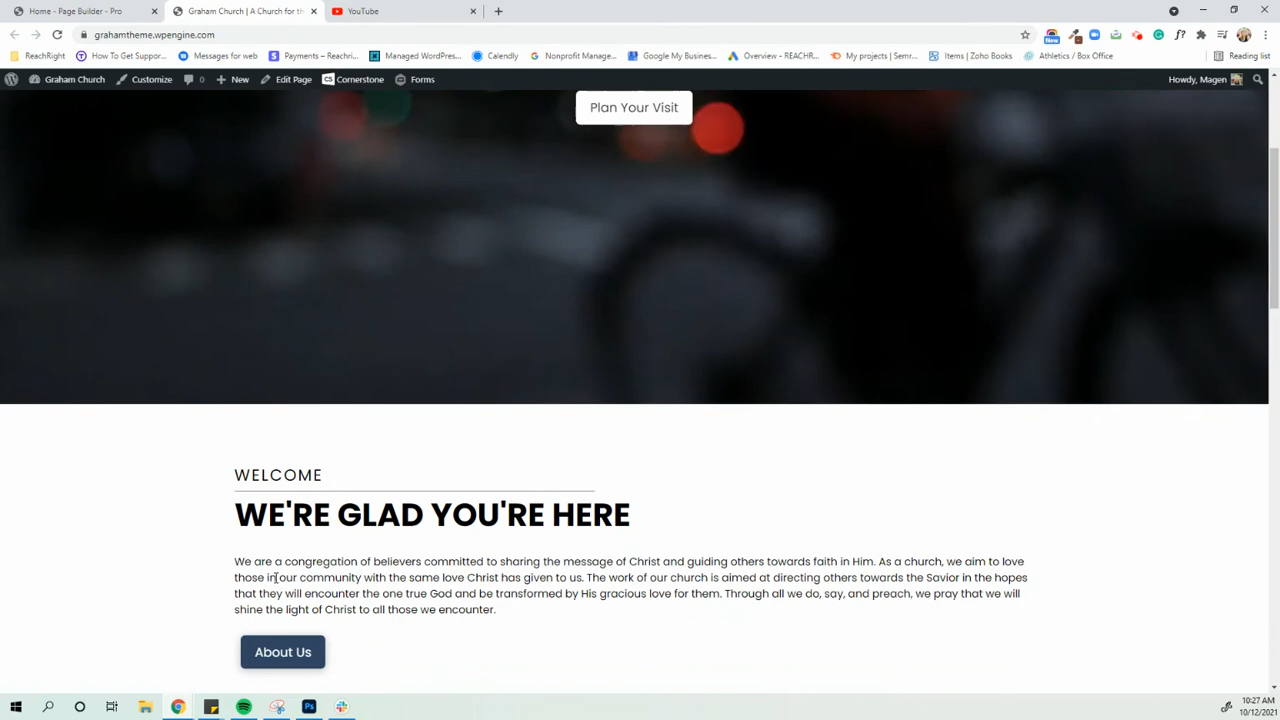 Home - Page Builder - Pro
Graham Church | A Church for th
YouTube
grahamtheme.wpengine.com
ReachRight
How To Get Suppor...
Messages for web
Payments – Reachri...
Managed WordPress...
Calendly
Nonprofit Manage...
Google My Busines...
Overview - REACHR...
My projects | Semr...
Items | Zoho Books
Athletics / Box Office
Reading list
New
Graham Church
Customize
0
New
Edit Page
CS Cornerstone
Forms
Howdy, Magen
Plan Your Visit
WELCOME
WE'RE GLAD YOU'RE HERE
We are a congregation of believers committed to sharing the message of Christ and guiding others towards faith in Him. As a church, we aim to love
those in our community with the same love Christ has given to us. The work of our church is aimed at directing others towards the Savior in the hopes
that they will encounter the one true God and be transformed by His gracious love for them. Through all we do, say, and preach, we pray that we will
shine the light of Christ to all those we encounter.
About Us
Ps
10:27 AM
10/12/2021